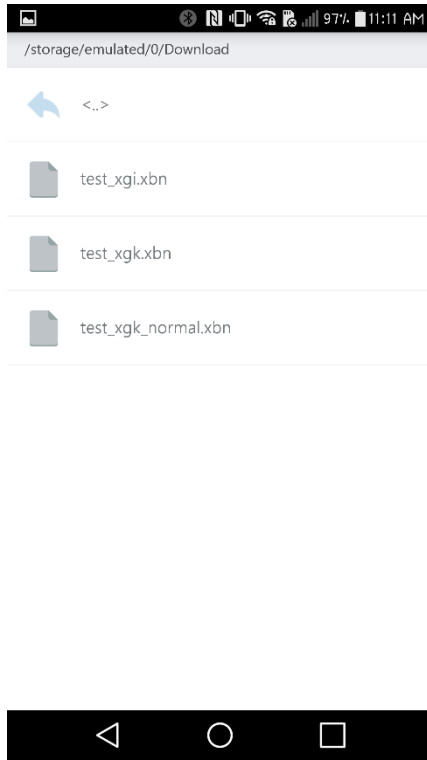 97% 11:11 AM
/storage/emulated/0/Download
<..>
test_xgi.xbn
test_xgk.xbn
test_xgk_normal.xbn